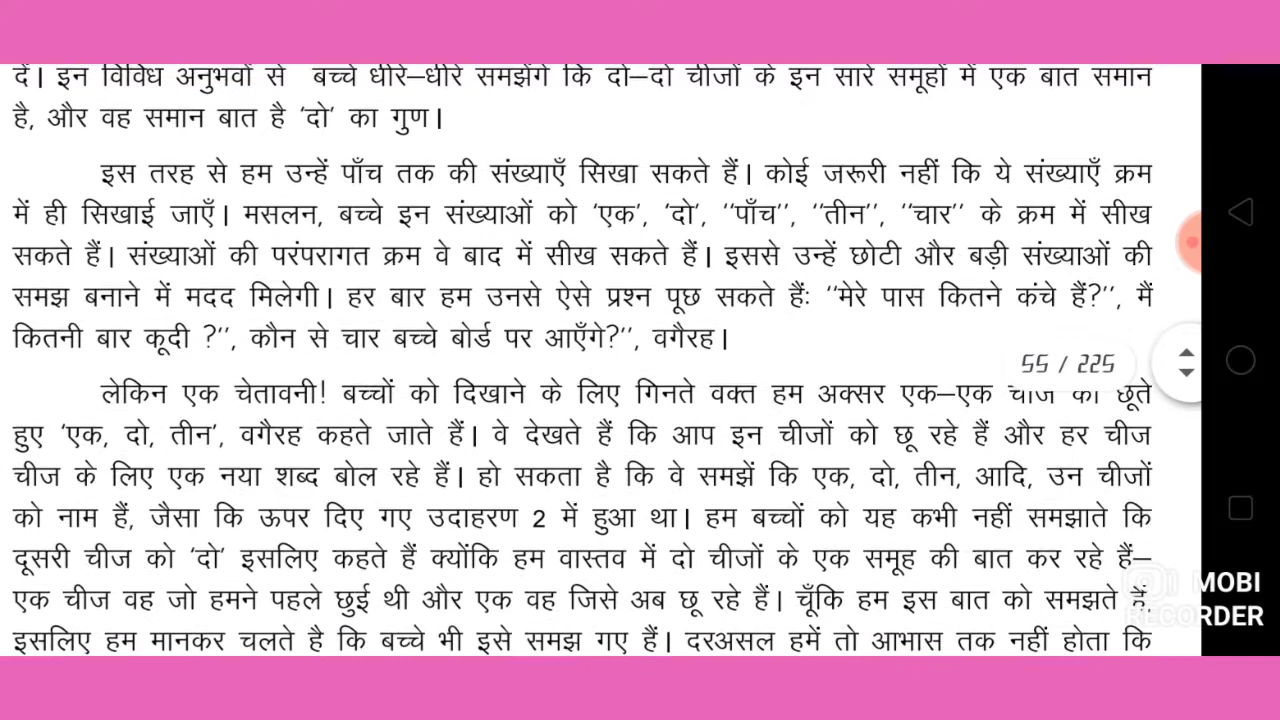 दें। इन विविध अनुभवों से बच्चे धीरे–धीरे समझेंगे कि दो–दो चीजों के इन सारे समूहों में एक बात समान
है, और वह समान बात है ‘दो’ का गुण।
इस तरह से हम उन्हें पाँच तक की संख्याएँ सिखा सकते हैं। कोई जरूरी नहीं कि ये संख्याएँ क्रम
में ही सिखाई जाएँ। मसलन, बच्चे इन संख्याओं को ‘एक’, ‘दो’, ‘‘पाँच’’, ‘‘तीन’’, ‘‘चार’’ के क्रम में सीख
सकते हैं। संख्याओं की परंपरागत क्रम वे बाद में सीख सकते हैं। इससे उन्हें छोटी और बड़ी संख्याओं की
समझ बनाने में मदद मिलेगी। हर बार हम उनसे ऐसे प्रश्न पूछ सकते हैंः ‘‘मेरे पास कितने कंचे हैं?’’, मैं
कितनी बार कूदी ?’’, कौन से चार बच्चे बोर्ड पर आएँगे?’’, वगैरह।
55 / 225
लेकिन एक चेतावनी! बच्चों को दिखाने के लिए गिनते वक्त हम अक्सर एक–एक चीज को छूते
हुए ‘एक, दो, तीन’, वगैरह कहते जाते हैं। वे देखते हैं कि आप इन चीजों को छू रहे हैं और हर चीज
चीज के लिए एक नया शब्द बोल रहे हैं। हो सकता है कि वे समझें कि एक, दो, तीन, आदि, उन चीजों
को नाम हैं, जैसा कि ऊपर दिए गए उदाहरण 2 में हुआ था। हम बच्चों को यह कभी नहीं समझाते कि
दूसरी चीज को ‘दो’ इसलिए कहते हैं क्योंकि हम वास्तव में दो चीजों के एक समूह की बात कर रहे हैं–
एक चीज वह जो हमने पहले छुई थी और एक वह जिसे अब छू रहे हैं। चूँकि हम इस बात को समझते हैं,
इसलिए हम मानकर चलते है कि बच्चे भी इसे समझ गए हैं। दरअसल हमें तो आभास तक नहीं होता कि
MOBI
RECORDER